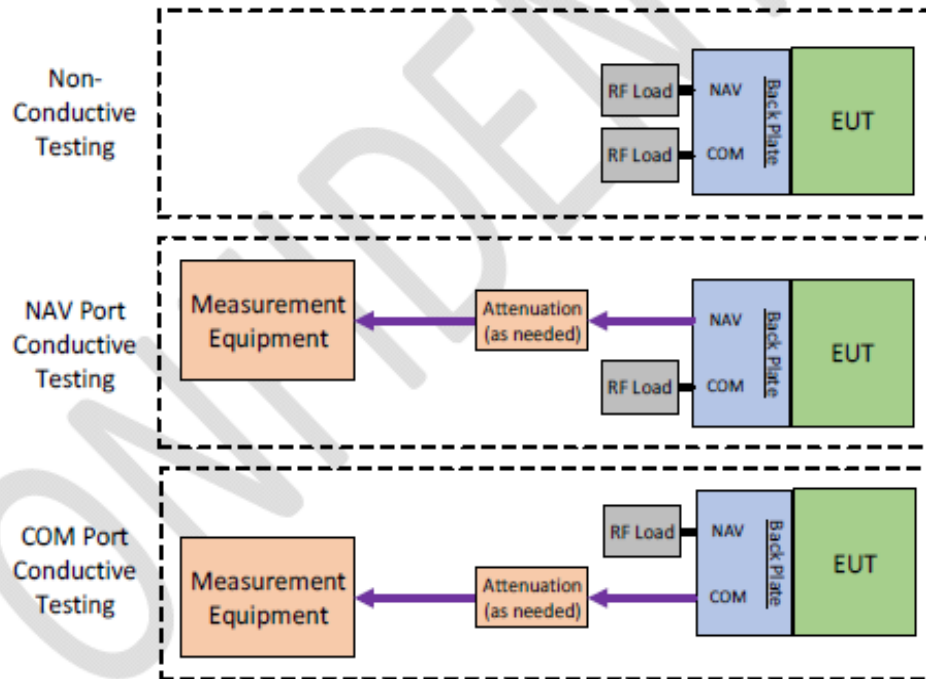 Non-
Conductive
Testing
RF Load
NAV
RF Load
COM
Back Plate
EUT
NAV Port
Conductive
Testing
Measurement
Equipment
Attenuation
(as needed)
NAV
RF Load
COM
Back Plate
EUT
COM Port
Conductive
Testing
Measurement
Equipment
Attenuation
(as needed)
RF Load
NAV
COM
Back Plate
EUT
ONFIDEN